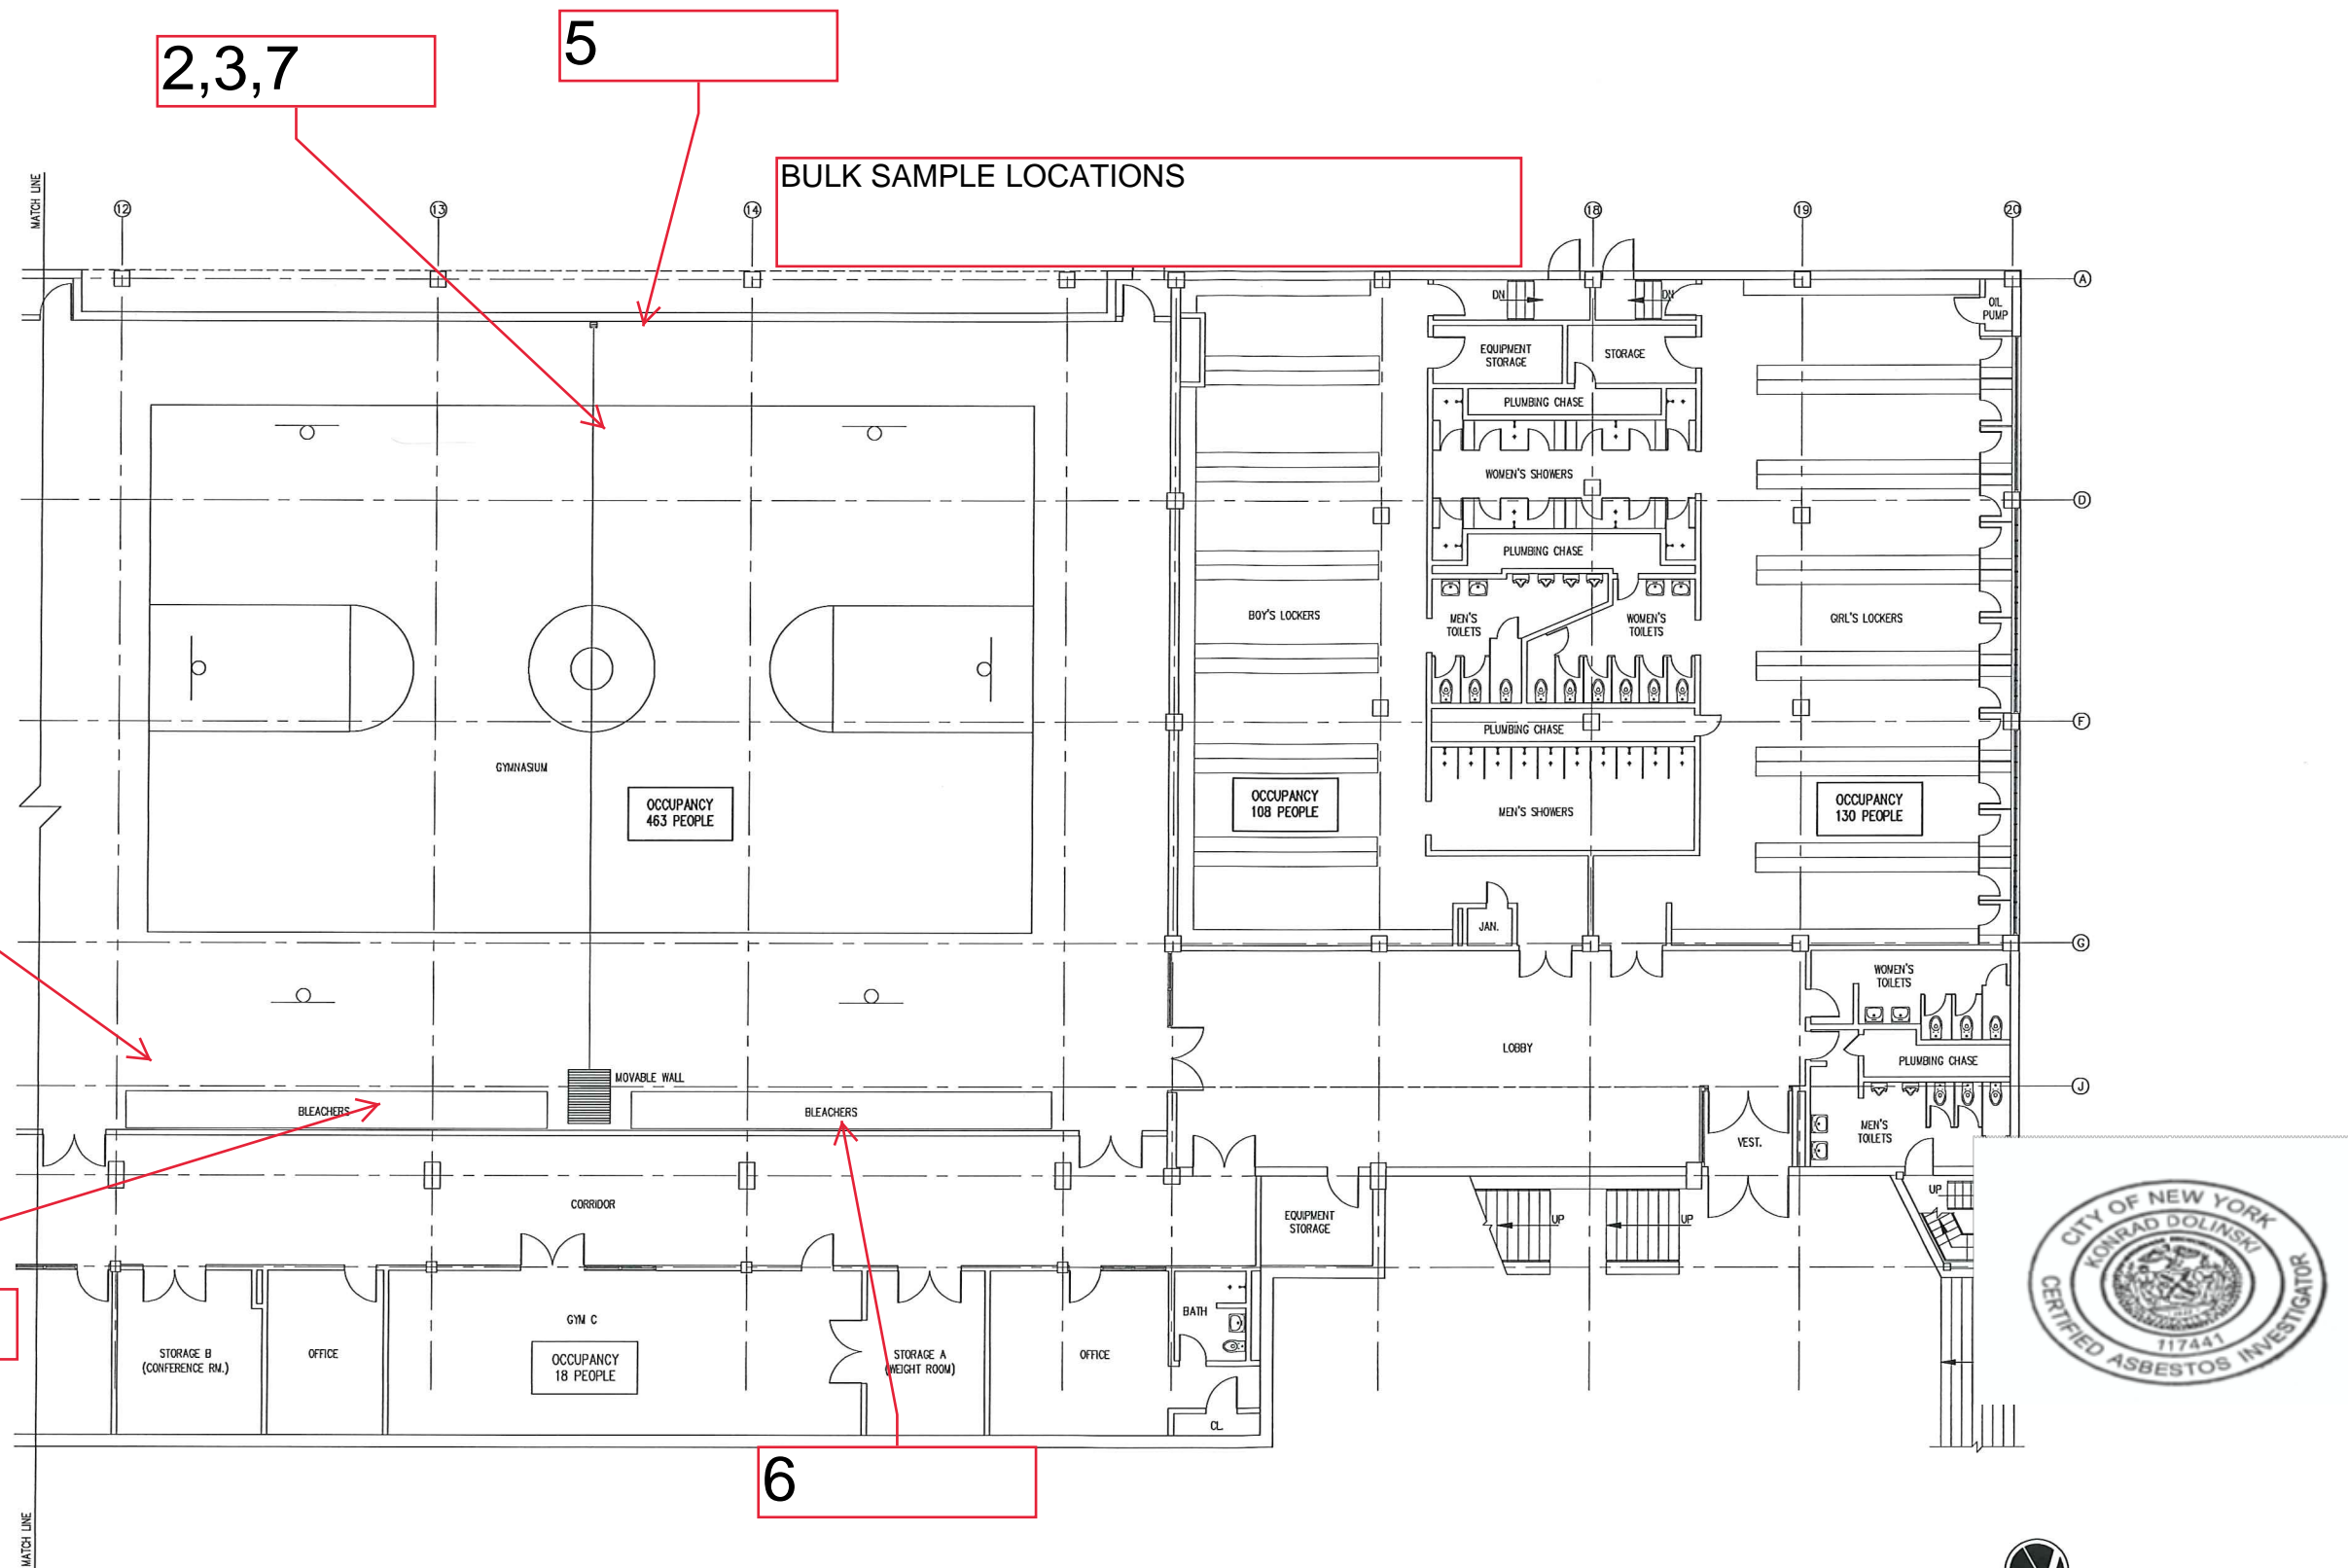 5
2,3,7
BULK SAMPLE LOCATIONS
MATCH LINE
12
13
14
18
19
20
A
DN
DN
OIL
PUMP
EQUIPMENT
STORAGE
STORAGE
PLUMBING CHASE
WOMEN'S SHOWERS
D
PLUMBING CHASE
BOY'S LOCKERS
MEN'S
TOILETS
WOMEN'S
TOILETS
GIRL'S LOCKERS
F
PLUMBING CHASE
GYMNASIUM
OCCUPANCY
463 PEOPLE
OCCUPANCY
108 PEOPLE
MEN'S SHOWERS
OCCUPANCY
130 PEOPLE
JAN.
G
WOMEN'S
TOILETS
LOBBY
PLUMBING CHASE
MOVABLE WALL
J
BLEACHERS
BLEACHERS
VEST.
MEN'S
TOILETS
CORRIDOR
EQUIPMENT
STORAGE
UP
UP
UP
CITY OF NEW YORK
KONRAD DOLINSKI
117441
CERTIFIED ASBESTOS INVESTIGATOR
BATH
GYM C
STORAGE B
(CONFERENCE RM.)
OFFICE
OCCUPANCY
18 PEOPLE
STORAGE A
(WEIGHT ROOM)
OFFICE
CL.
6
MATCH LINE